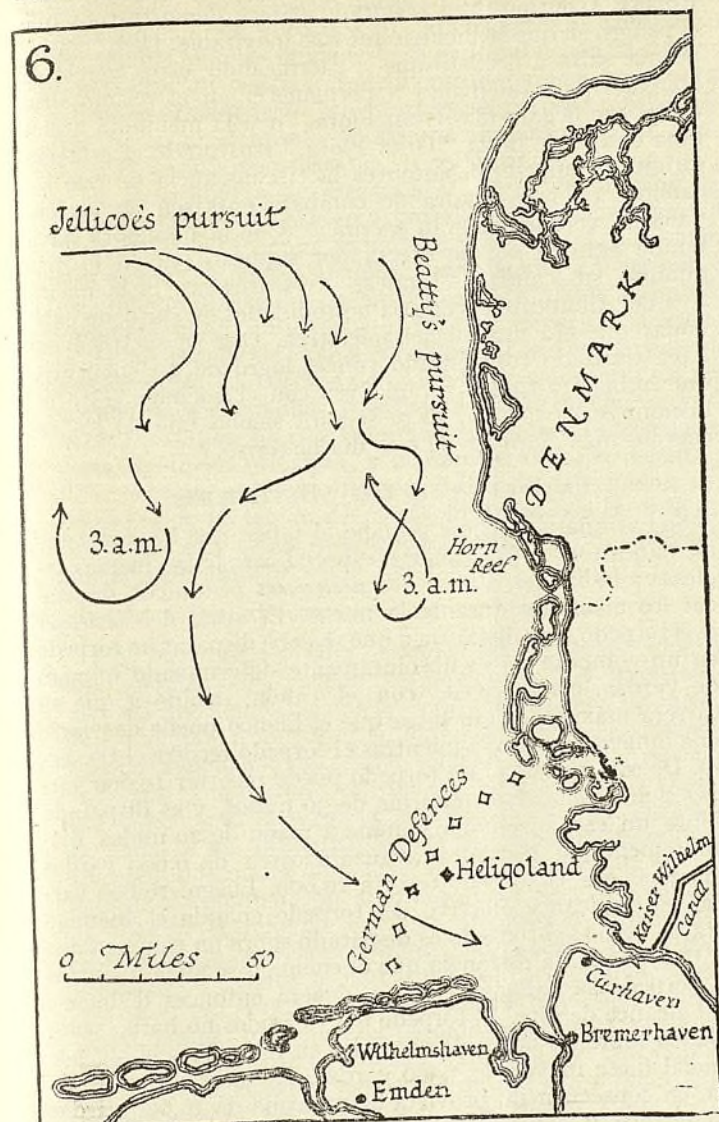 6.
Jellicoe's pursuit
Beatty's pursuit
DENMARK
3. a.m.
Horn
Reef
3. a.m.
German Defences
Heligoland
Kaiser Wilhelm
Canal
0 Miles 50
Cuxhaven
Bremerhaven
Wilhelmshaven
Emden